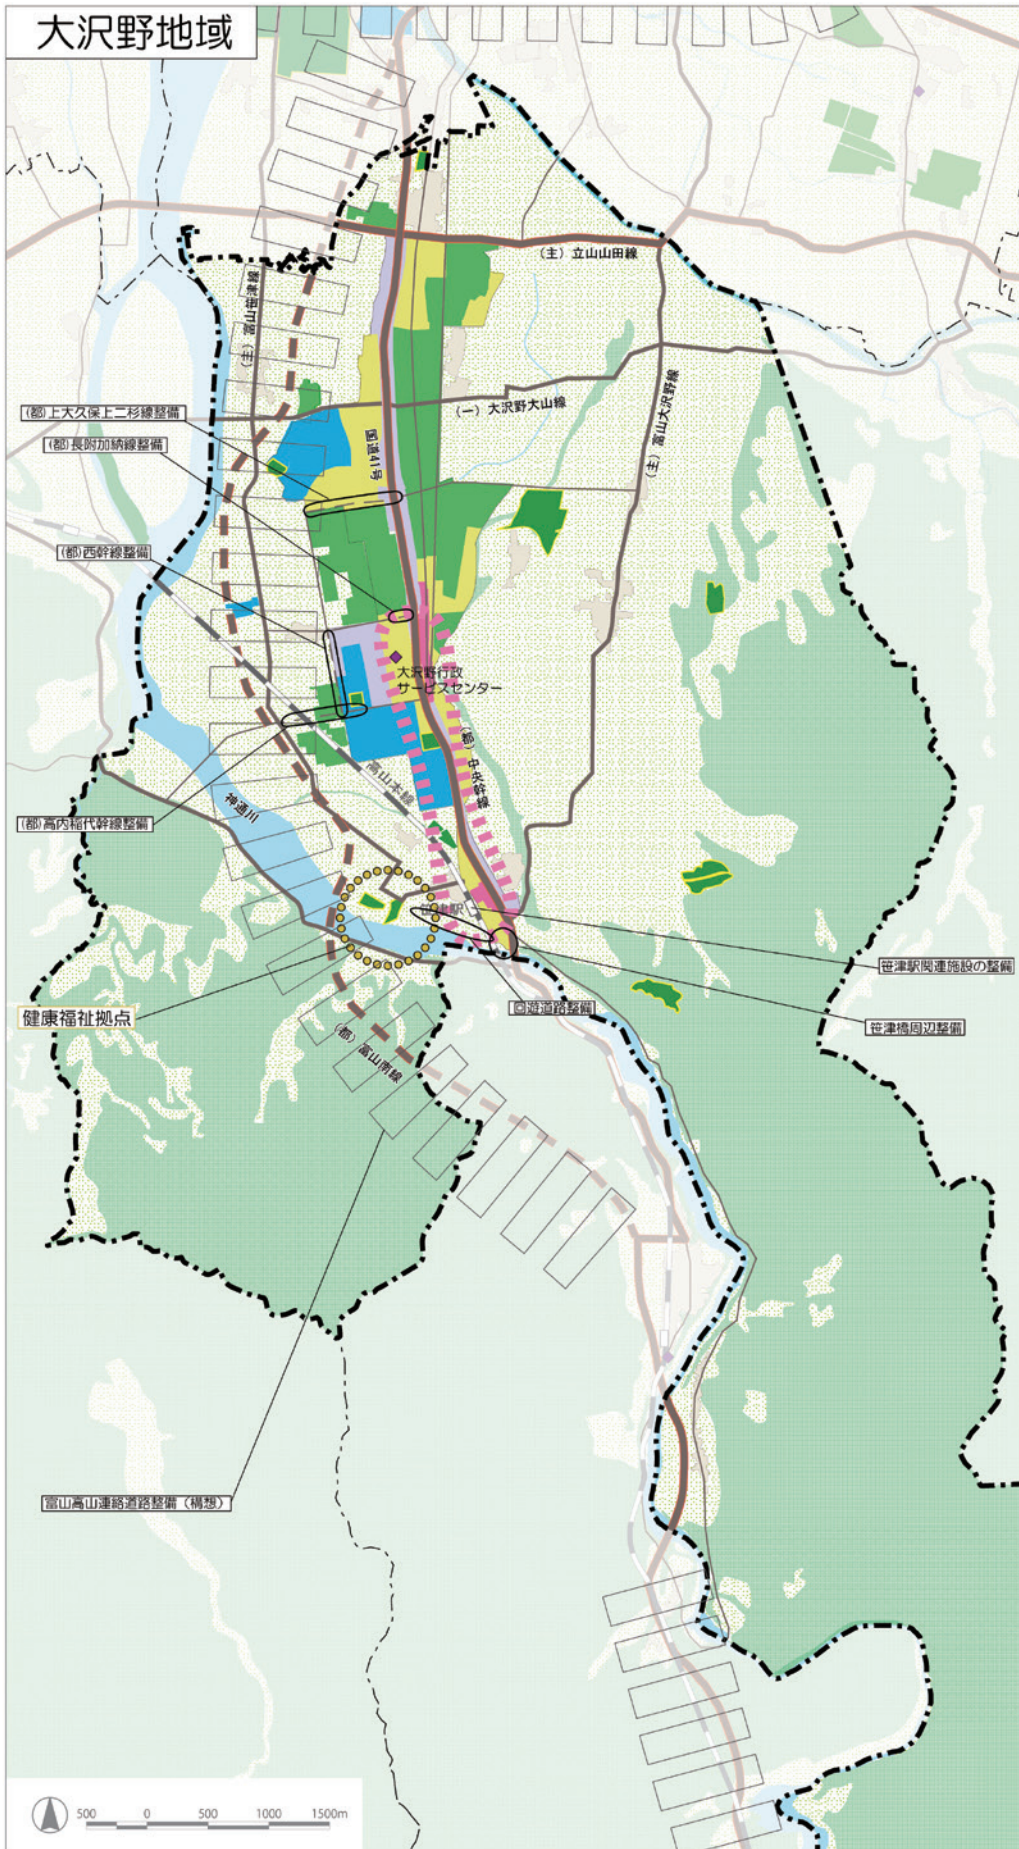 大沢野地域
(主) 立山山田線
(主) 富山笹津線
(都)上大久保上二杉線整備
(一) 大沢野大山線
(主) 富山大沢野線
(都)長附加納線整備
国道41号
(都)西幹線整備
大沢野行政
サービスセンター
(都) 中央幹線
高山本線
神通川
(都)高内稲代幹線整備
笹津駅
笹津駅関連施設の整備
回遊道路整備
健康福祉拠点
笹津橋周辺整備
(都) 富山南線
富山高山連絡道路整備 (構想)
500 0 500 1000 1500m